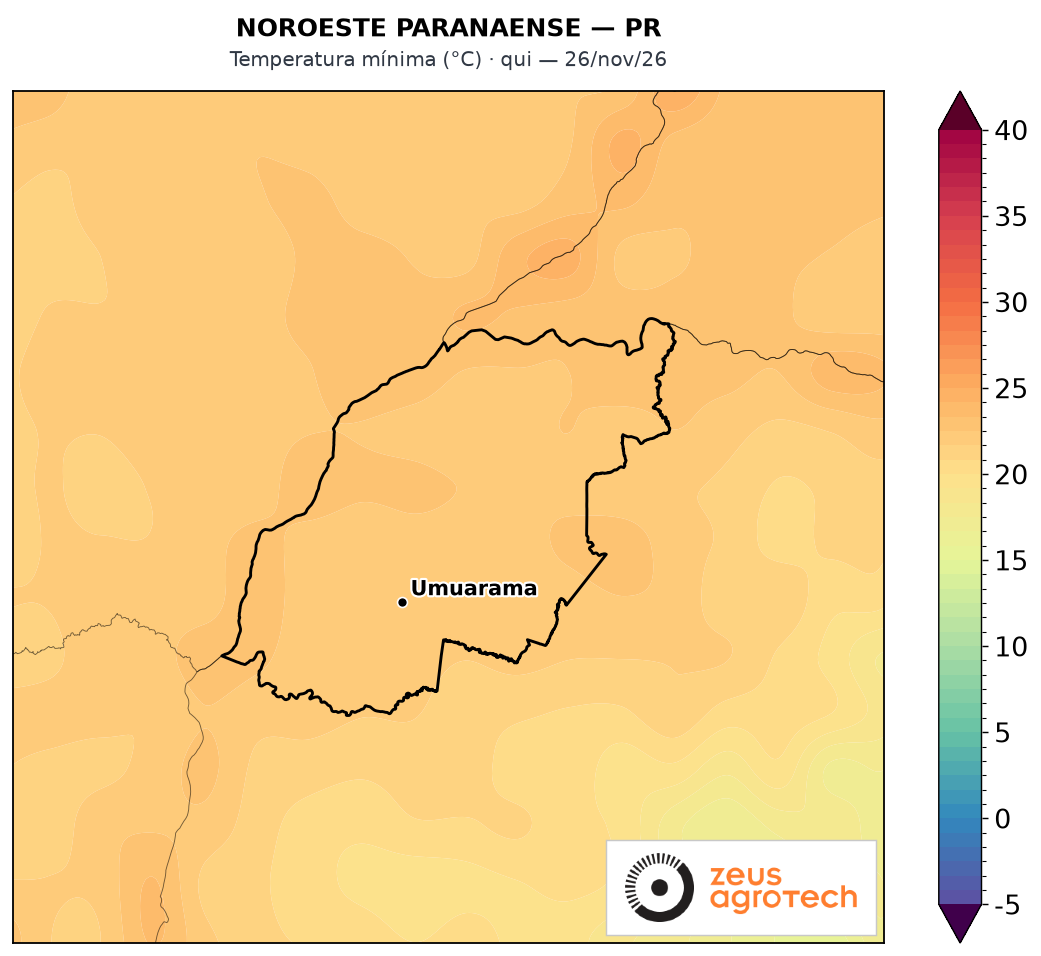 NOROESTE PARANAENSE — PR
Temperatura mínima (°C) · qui — 26/nov/26
40
35
30
25
20
15
10
5
0
-5
Umuarama
zeus
agrotech